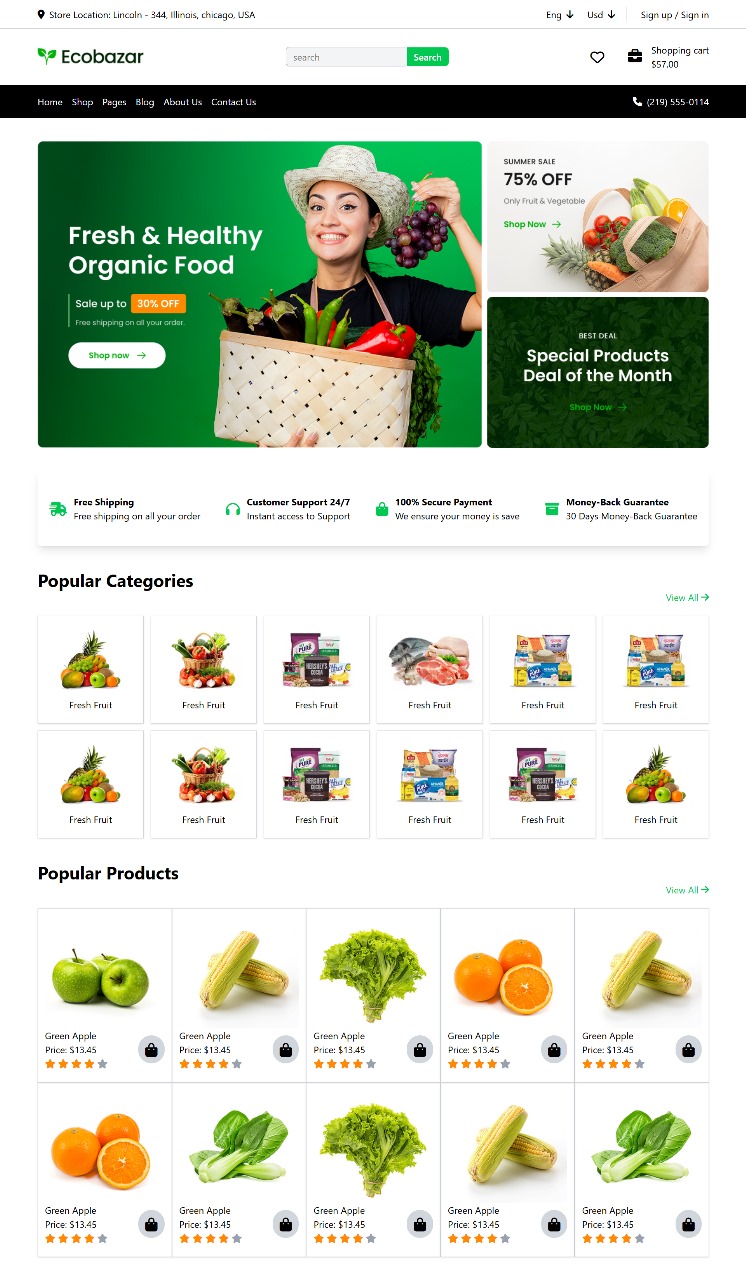 Store Location: Lincoln - 344, Illinois, chicago, USA
Eng
Usd
Sign up / Sign in
Ecobazar
search
Search
Shopping cart
$57.00
Home Shop Pages Blog About Us Contact Us
(219) 555-0114
Fresh & Healthy
Organic Food
Sale up to 30% OFF
Free shipping on all your order.
Shop now
SUMMER SALE
75% OFF
Only Fruit & Vegetable
Shop Now
BEST DEAL
Special Products
Deal of the Month
Shop Now
Free Shipping
Free shipping on all your order
Customer Support 24/7
Instant access to Support
100% Secure Payment
We ensure your money is save
Money-Back Guarantee
30 Days Money-Back Guarantee
Popular Categories
View All
PURE
HERSHEY'S
COCOA
Fresh Fruit
Fresh Fruit
Fresh Fruit
Fresh Fruit
Fresh Fruit
Fresh Fruit
PURE
HERSHEY'S
COCOA
PURE
HERSHEY'S
COCOA
Fresh Fruit
Fresh Fruit
Fresh Fruit
Fresh Fruit
Fresh Fruit
Fresh Fruit
Popular Products
View All
Green Apple
Price: $13.45
Green Apple
Price: $13.45
Green Apple
Price: $13.45
Green Apple
Price: $13.45
Green Apple
Price: $13.45
Green Apple
Price: $13.45
Green Apple
Price: $13.45
Green Apple
Price: $13.45
Green Apple
Price: $13.45
Green Apple
Price: $13.45